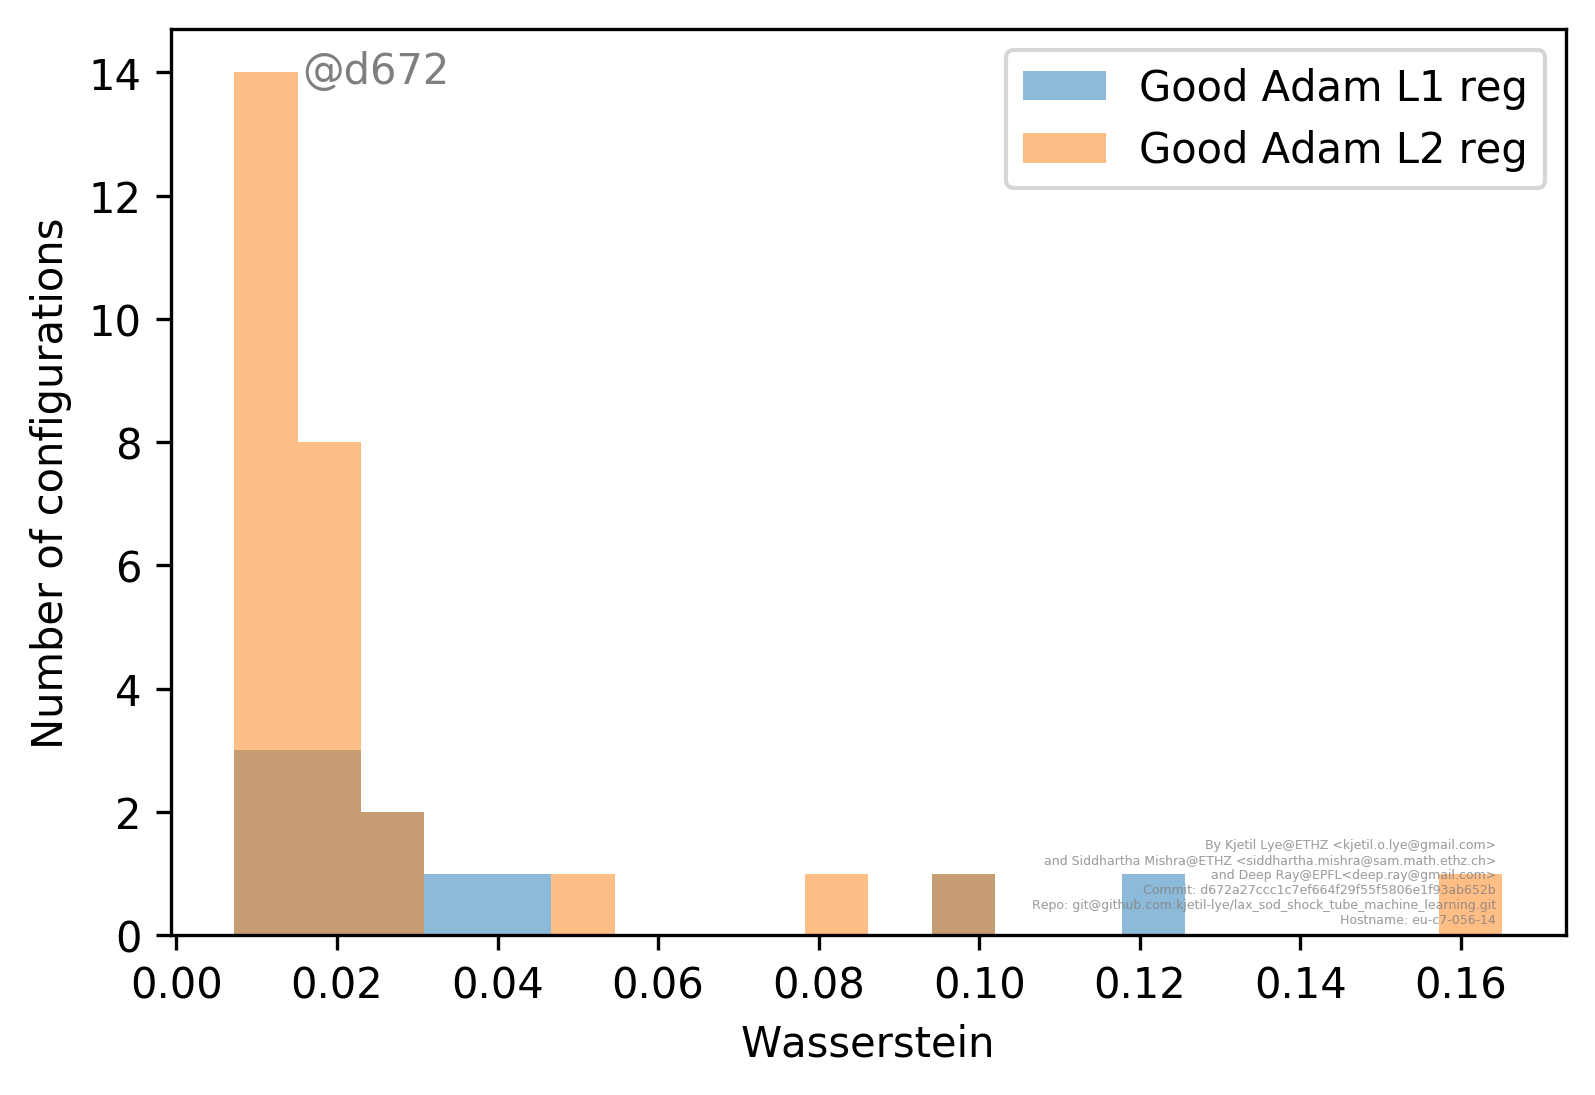 @d672
Good Adam L1 reg
Good Adam L2 reg
14
12
10
8
6
4
2
0
Number of configurations
By Kjetil Lye@ETHZ <kjetil.o.lye@gmail.com>
and Siddhartha Mishra@ETHZ <siddhartha.mishra@sam.math.ethz.ch>
and Deep Ray@EPFL<deep.ray@gmail.com>
Commit: d672a27ccc1c7ef664f29f55f5806e1f93ab652b
Repo: git@github.com:kjetil-lye/lax_sod_shock_tube_machine_learning.git
Hostname: eu-c7-056-14
0.00 0.02 0.04 0.06 0.08 0.10 0.12 0.14 0.16
Wasserstein